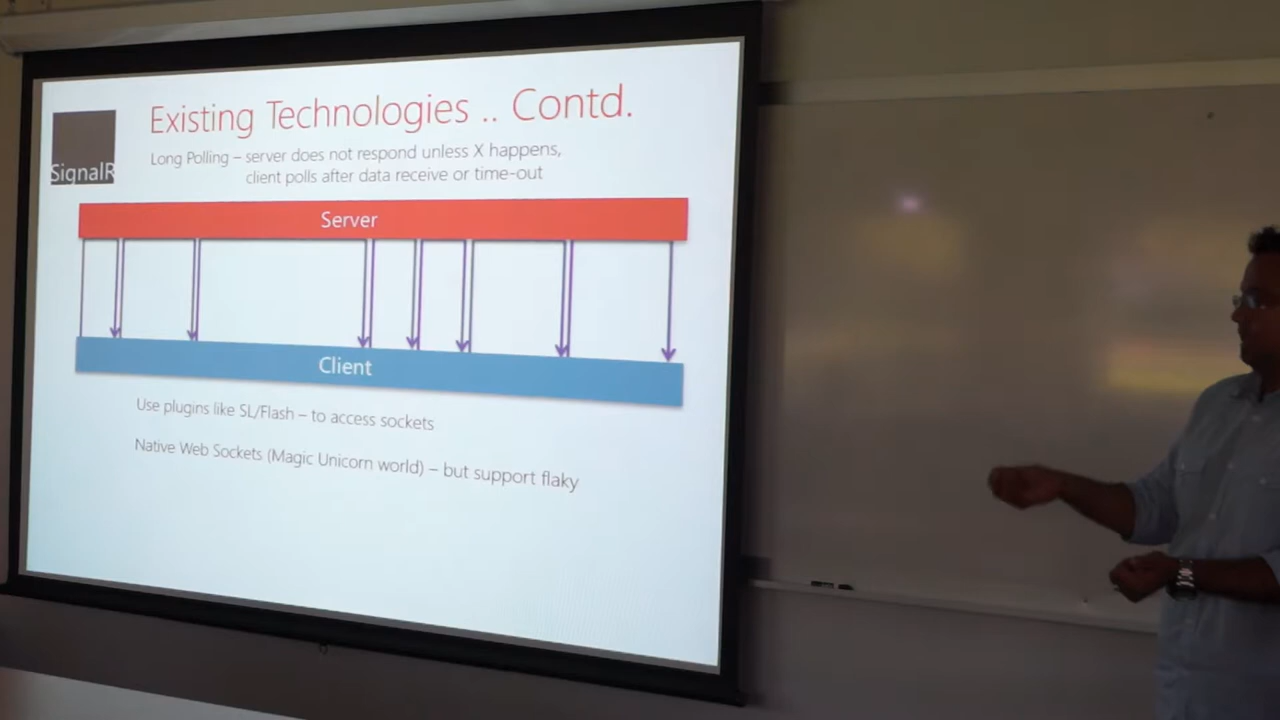 Existing Technologies .. Contd.
SignalR
Long Polling – server does not respond unless X happens,
client polls after data receive or time-out
Server
Client
Use plugins like SL/Flash – to access sockets
Native Web Sockets (Magic Unicorn world) – but support flaky